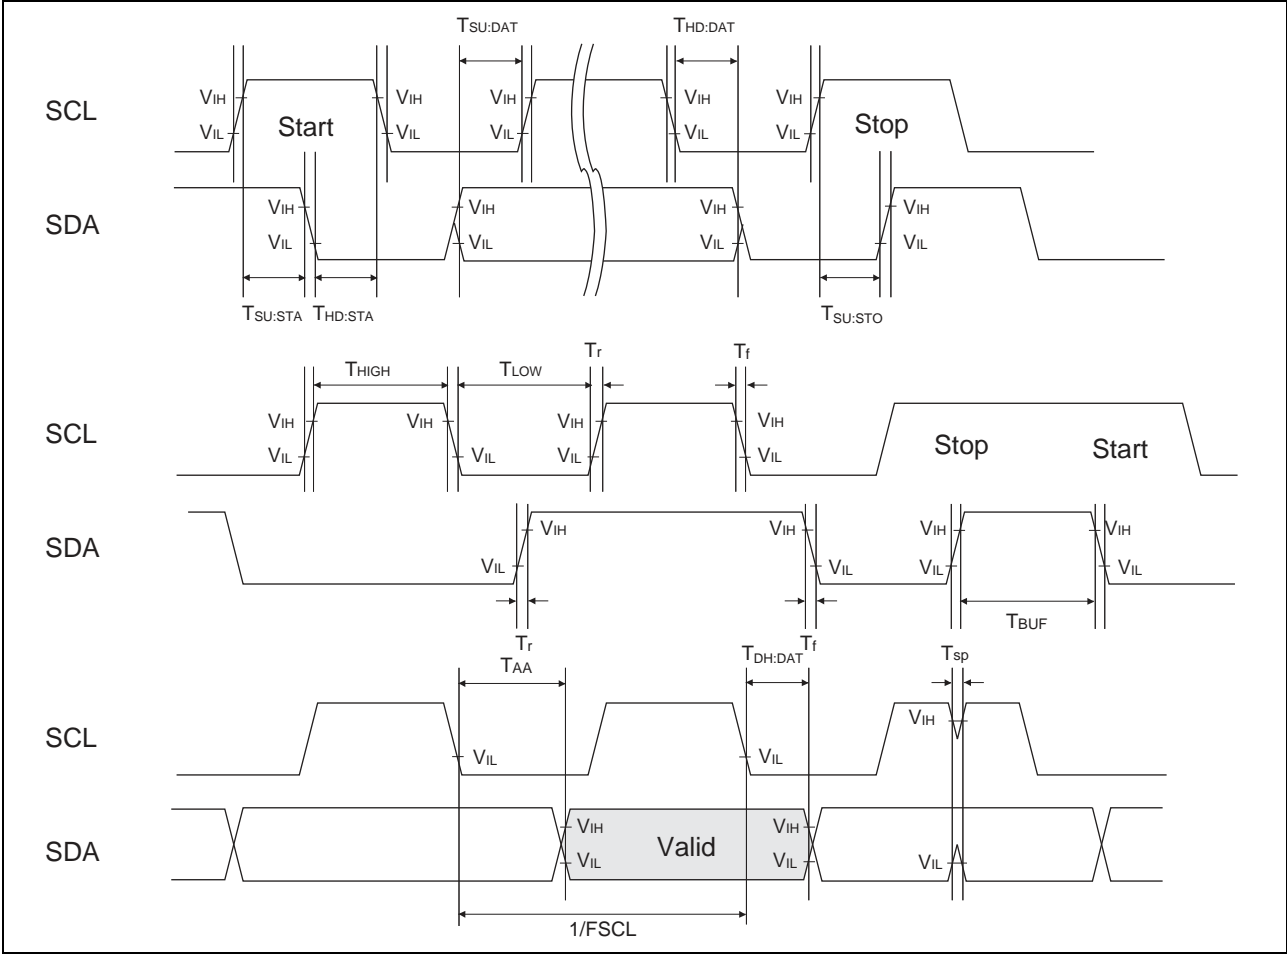 TSU:DAT THD:DAT
SCL VIH VIH VIH VIH VIH
VIL Start VIL VIL VIL VIL Stop
SDA VIH VIH VIH VIH
VIL VIL VIL VIL
TSU:STA THD:STA TSU:STO
THIGH TLOW Tr Tf
SCL VIH VIH VIH VIH
VIL VIL VIL VIL Stop Start
SDA VIH VIH VIH VIH
VIL VIL VIL VIL
TBUF
Tr Tf
TAA TDH:DAT Tsp
SCL VIH
VIL VIL
SDA VIH Valid VIH
VIL VIL VIL
1/FSCL